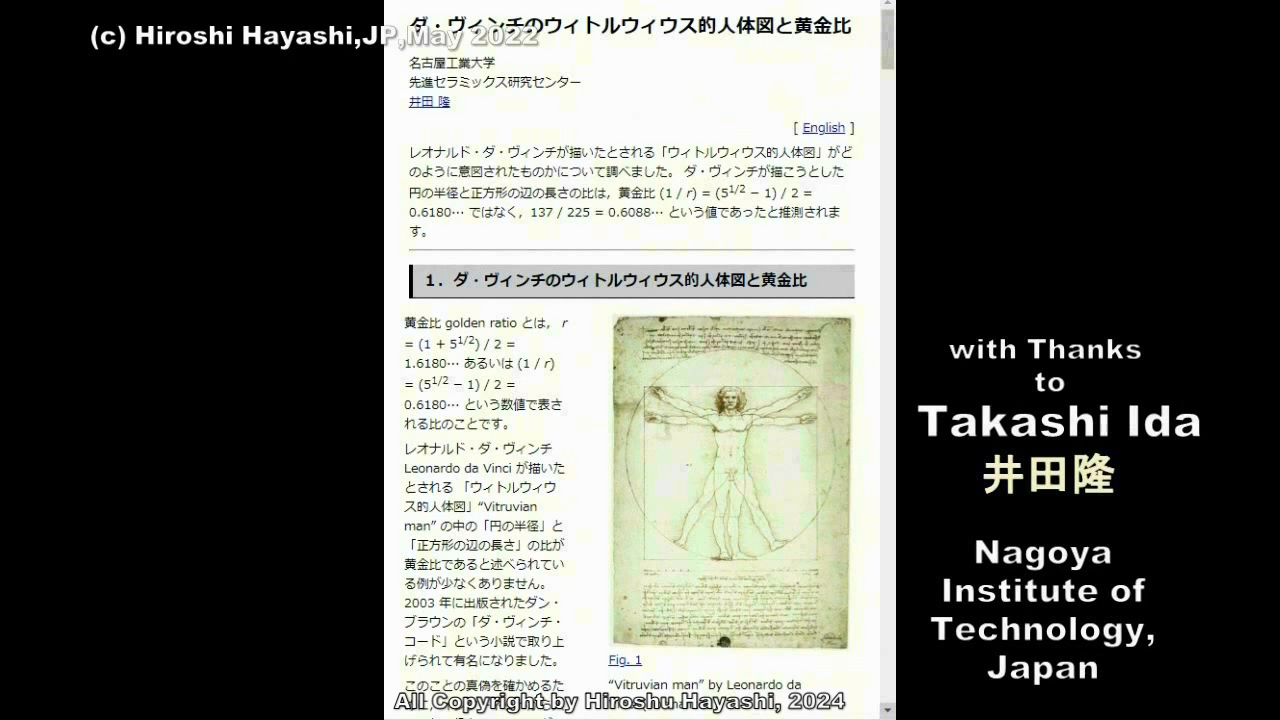 (c) Hiroshi Hayashi,JP,May 2022
ダ・ヴィンチのウィトルウィウス的人体図と黄金比
名古屋工業大学
先進セラミックス研究センター
井田 隆
[ English ]
レオナルド・ダ・ヴィンチが描いたとされる「ウィトルウィウス的人体図」がど
のように意図されたものかについて調べました。 ダ・ヴィンチが描こうとした
円の半径と正方形の辺の長さの比は，黄金比 (1 / r) = (5^1/2 − 1) / 2 =
0.6180⋯ ではなく，137 / 225 = 0.6088⋯ という値であったと推測されま
す。
1．ダ・ヴィンチのウィトルウィウス的人体図と黄金比
黄金比 golden ratio とは， r
= (1 + 5^1/2) / 2 =
1.6180⋯ あるいは (1 / r)
= (5^1/2 − 1) / 2 =
0.6180⋯ という数値で表さ
れる比のことです。
レオナルド・ダ・ヴィンチ
Leonardo da Vinci が描いた
とされる 「ウィトルウィウ
ス的人体図」“Vitruvian
man” の中の「円の半径」と
「正方形の辺の長さ」の比が
黄金比であると述べられてい
る例が少なくありません。
2003 年に出版されたダン・
ブラウンの「ダ・ヴィンチ・
コード」という小説で取り上
げられて有名になりました。
このことの真偽を確かめるた
Fig. 1
“Vitruvian man” by Leonardo da
All Copyright by Hiroshu Hayashi, 2024
with Thanks
to
Takashi Ida
井田隆
Nagoya
Institute of
Technology,
Japan